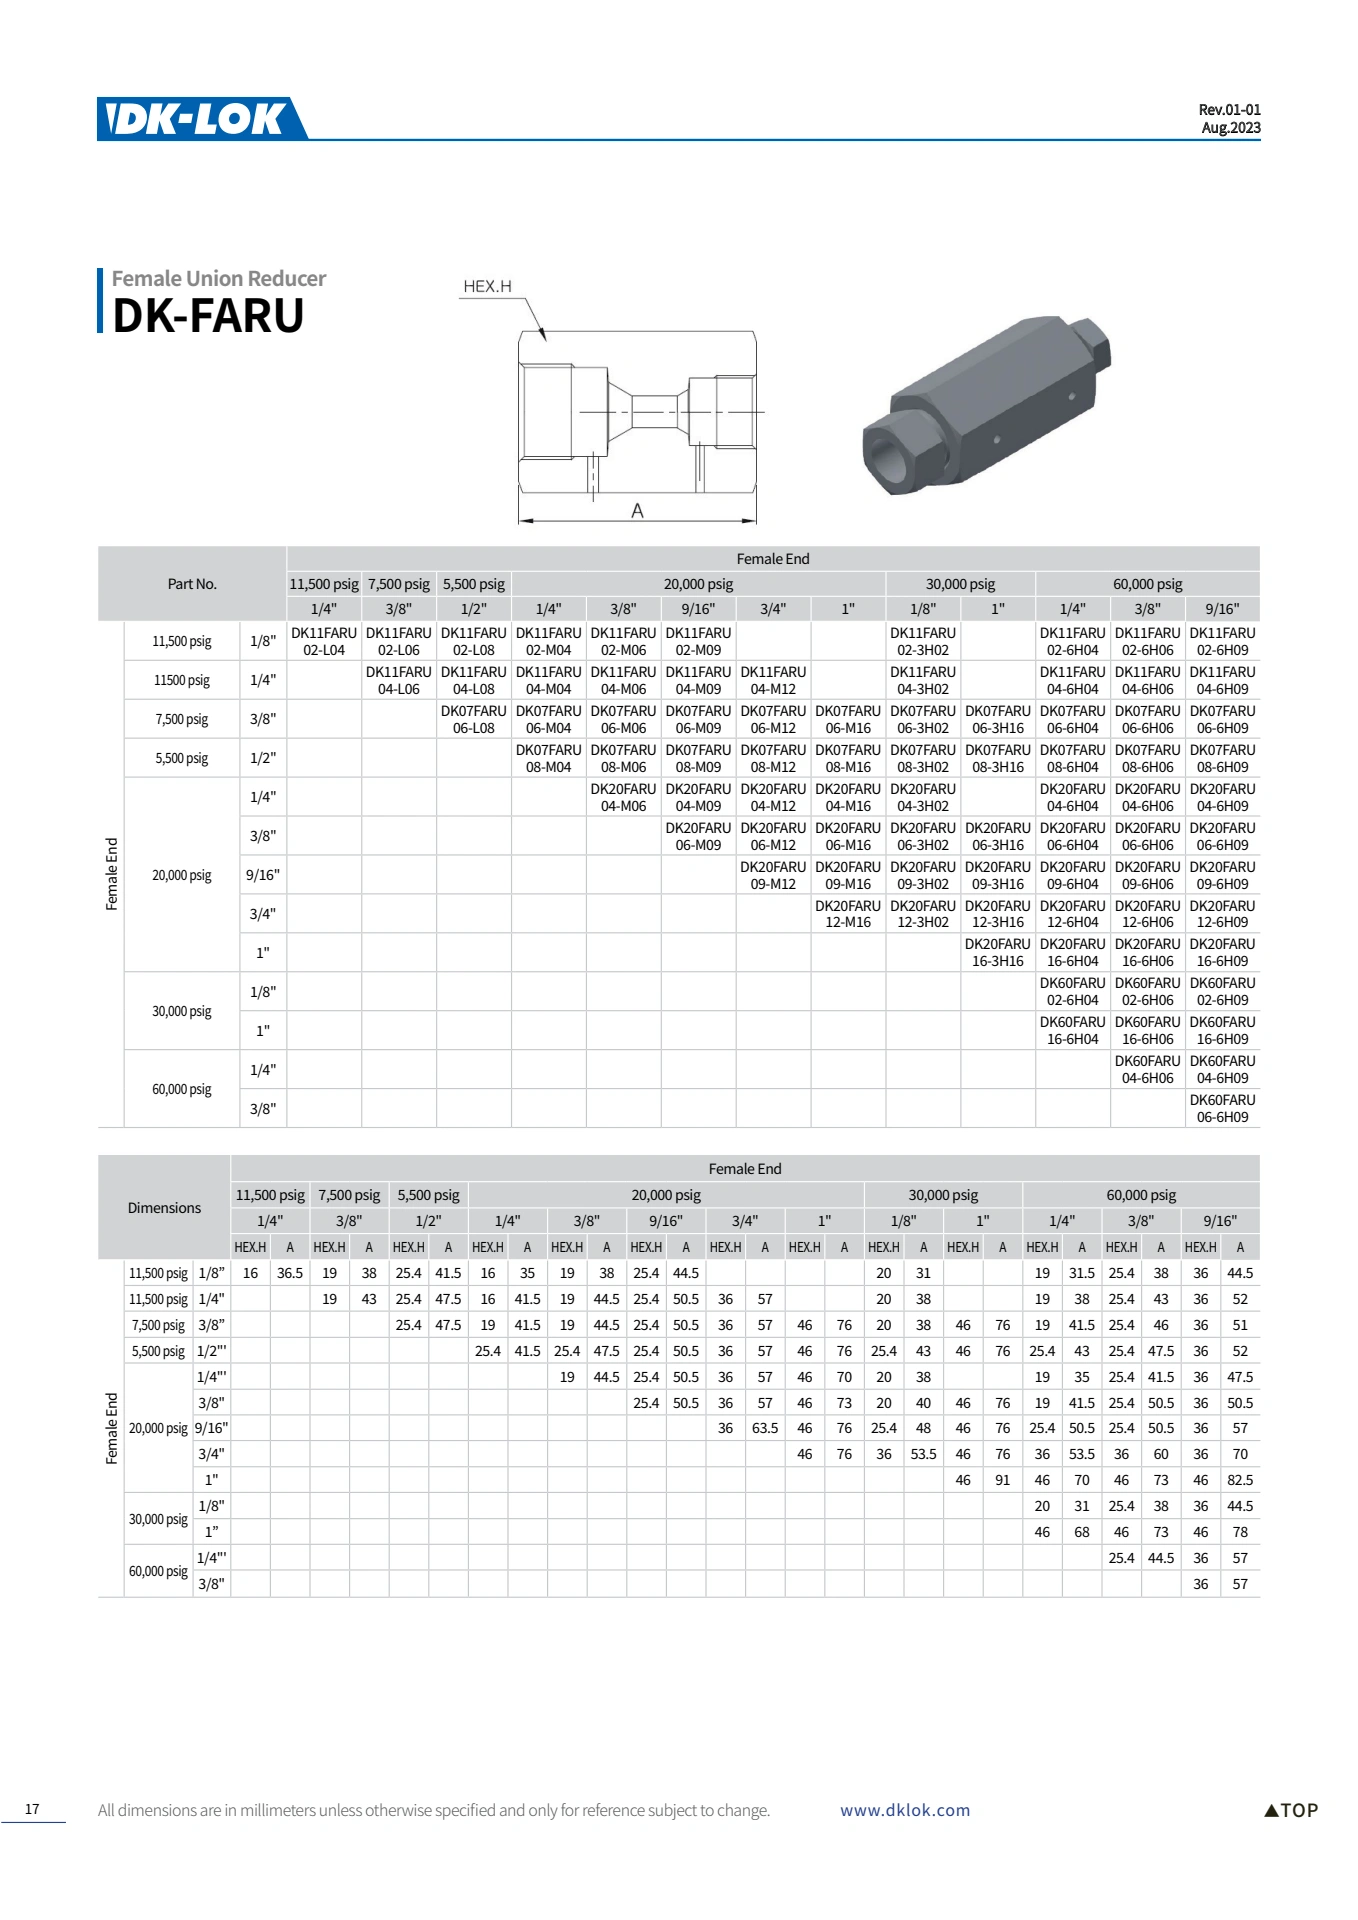 DK-LOK
Rev.01-01
Aug.2023
Female Union Reducer
DK-FARU
HEX.H
A
Part No. Female End
11,500 psig 7,500 psig 5,500 psig 20,000 psig 30,000 psig 60,000 psig
1/4" 3/8" 1/2" 1/4" 3/8" 9/16" 3/4" 1" 1/8" 1" 1/4" 3/8" 9/16"
Female End
11,500 psig 1/8" DK11FARU DK11FARU DK11FARU DK11FARU DK11FARU DK11FARU DK11FARU DK11FARU DK11FARU DK11FARU
02-L04 02-L06 02-L08 02-M04 02-M06 02-M09 02-3H02 02-6H04 02-6H06 02-6H09
11500 psig 1/4" DK11FARU DK11FARU DK11FARU DK11FARU DK11FARU DK11FARU DK11FARU DK11FARU DK11FARU DK11FARU
04-L06 04-L08 04-M04 04-M06 04-M09 04-M12 04-3H02 04-6H04 04-6H06 04-6H09
7,500 psig 3/8" DK07FARU DK07FARU DK07FARU DK07FARU DK07FARU DK07FARU DK07FARU DK07FARU DK07FARU DK07FARU DK07FARU
06-L08 06-M04 06-M06 06-M09 06-M12 06-M16 06-3H02 06-3H16 06-6H04 06-6H06 06-6H09
5,500 psig 1/2" DK07FARU DK07FARU DK07FARU DK07FARU DK07FARU DK07FARU DK07FARU DK07FARU DK07FARU DK07FARU
08-M04 08-M06 08-M09 08-M12 08-M16 08-3H02 08-3H16 08-6H04 08-6H06 08-6H09
20,000 psig
1/4" DK20FARU DK20FARU DK20FARU DK20FARU DK20FARU DK20FARU DK20FARU DK20FARU
04-M06 04-M09 04-M12 04-M16 04-3H02 04-6H04 04-6H06 04-6H09
3/8" DK20FARU DK20FARU DK20FARU DK20FARU DK20FARU DK20FARU DK20FARU DK20FARU
06-M09 06-M12 06-M16 06-3H02 06-3H16 06-6H04 06-6H06 06-6H09
9/16" DK20FARU DK20FARU DK20FARU DK20FARU DK20FARU DK20FARU DK20FARU
09-M12 09-M16 09-3H02 09-3H16 09-6H04 09-6H06 09-6H09
3/4" DK20FARU DK20FARU DK20FARU DK20FARU DK20FARU DK20FARU
12-M16 12-3H02 12-3H16 12-6H04 12-6H06 12-6H09
1" DK20FARU DK20FARU DK20FARU DK20FARU
16-3H16 16-6H04 16-6H06 16-6H09
30,000 psig
1/8" DK60FARU DK60FARU DK60FARU
02-6H04 02-6H06 02-6H09
1" DK60FARU DK60FARU DK60FARU
16-6H04 16-6H06 16-6H09
60,000 psig
1/4" DK60FARU DK60FARU
04-6H06 04-6H09
3/8" DK60FARU
06-6H09
Dimensions Female End
11,500 psig 7,500 psig 5,500 psig 20,000 psig 30,000 psig 60,000 psig
1/4" 3/8" 1/2" 1/4" 3/8" 9/16" 3/4" 1" 1/8" 1" 1/4" 3/8" 9/16"
HEX.H A HEX.H A HEX.H A HEX.H A HEX.H A HEX.H A HEX.H A HEX.H A HEX.H A HEX.H A HEX.H A HEX.H A HEX.H A
Female End
11,500 psig 1/8” 16 36.5 19 38 25.4 41.5 16 35 19 38 25.4 44.5 20 31 19 31.5 25.4 38 36 44.5
11,500 psig 1/4" 19 43 25.4 47.5 16 41.5 19 44.5 25.4 50.5 36 57 20 38 19 38 25.4 43 36 52
7,500 psig 3/8” 25.4 47.5 19 41.5 19 44.5 25.4 50.5 36 57 46 76 20 38 46 76 19 41.5 25.4 46 36 51
5,500 psig 1/2"' 25.4 41.5 25.4 47.5 25.4 50.5 36 57 46 76 25.4 43 46 76 25.4 43 25.4 47.5 36 52
20,000 psig
1/4"' 19 44.5 25.4 50.5 36 57 46 70 20 38 19 35 25.4 41.5 36 47.5
3/8" 25.4 50.5 36 57 46 73 20 40 46 76 19 41.5 25.4 50.5 36 50.5
9/16" 36 63.5 46 76 25.4 48 46 76 25.4 50.5 25.4 50.5 36 57
3/4" 46 76 36 53.5 46 76 36 53.5 36 60 36 70
1" 46 91 46 70 46 73 46 82.5
30,000 psig
1/8" 20 31 25.4 38 36 44.5
1” 46 68 46 73 46 78
60,000 psig
1/4"' 25.4 44.5 36 57
3/8" 36 57
17
All dimensions are in millimeters unless otherwise specified and only for reference subject to change.
www.dklok.com
▲TOP